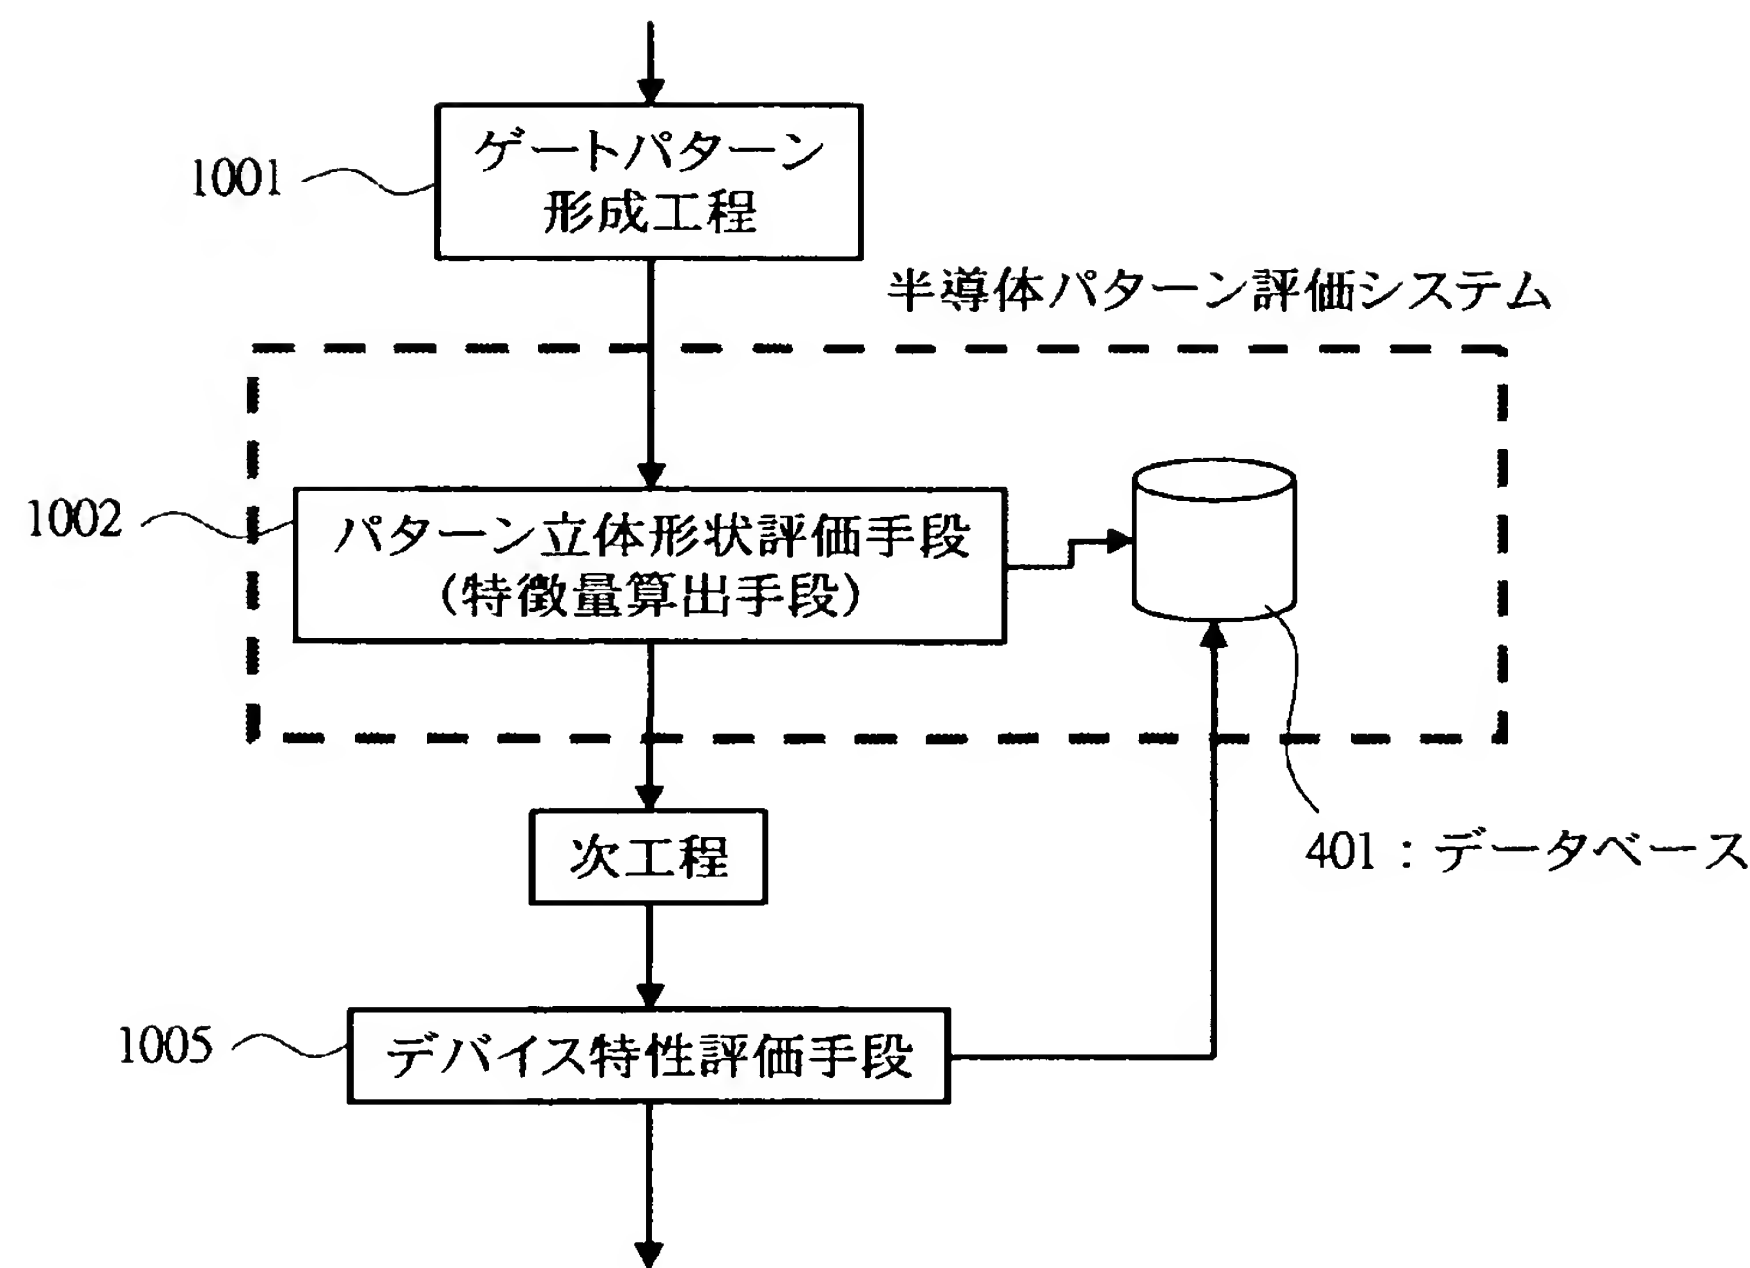 ゲートパターン
形成工程
1001
半導体パターン評価システム
1002
パターン立体形状評価手段
(特徴量算出手段)
次工程
401：データベース
1005
デバイス特性評価手段